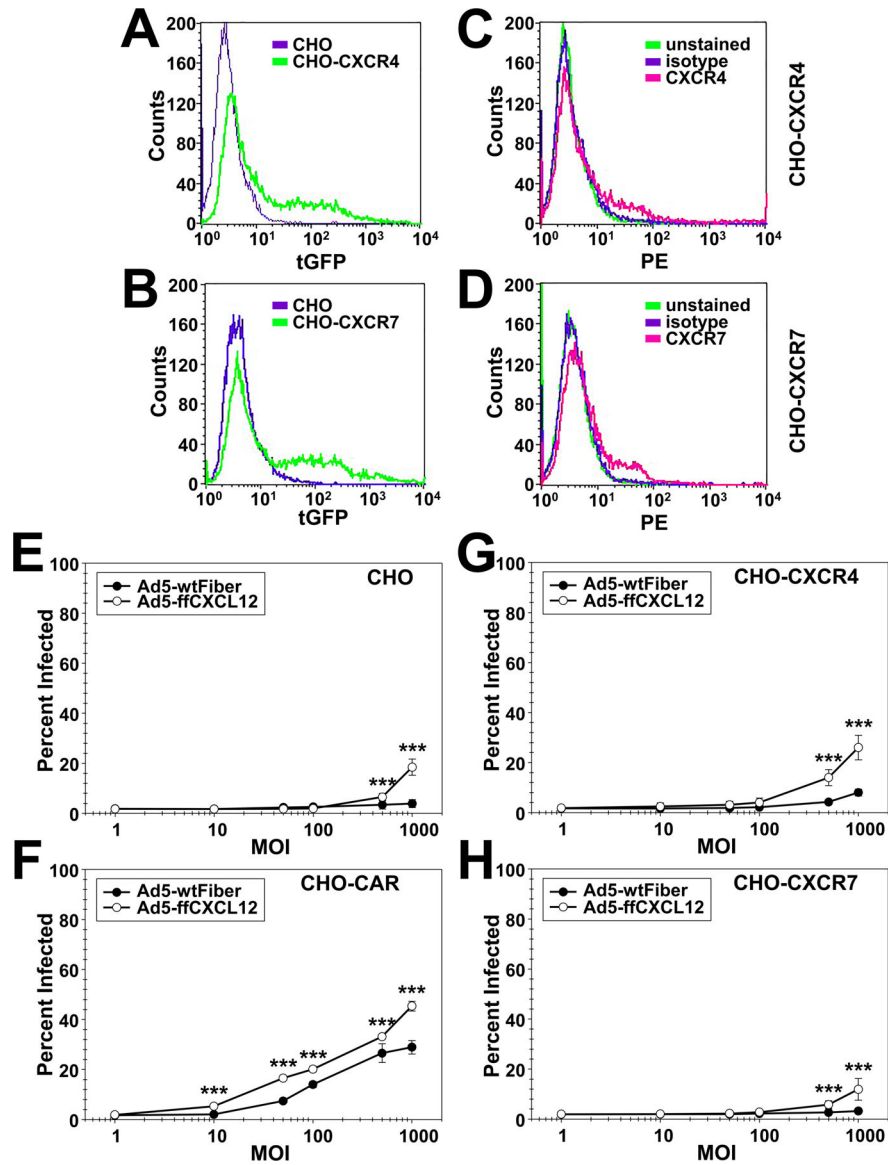 A
200
160
120
80
40
0
Counts
CHO
CHO-CXCR4
10⁰ 10¹ 10² 10³ 10⁴
tGFP
C
200
160
120
80
40
0
Counts
unstained
isotype
CXCR4
10⁰ 10¹ 10² 10³ 10⁴
PE
CHO-CXCR4
B
200
160
120
80
40
0
Counts
CHO
CHO-CXCR7
10⁰ 10¹ 10² 10³ 10⁴
tGFP
D
200
160
120
80
40
0
Counts
unstained
isotype
CXCR7
10⁰ 10¹ 10² 10³ 10⁴
PE
CHO-CXCR7
E
100
80
60
40
20
0
Percent Infected
Ad5-wtFiber
Ad5-ffCXCL12
CHO
*** ***
1 10 100 1000
MOI
G
100
80
60
40
20
0
Percent Infected
Ad5-wtFiber
Ad5-ffCXCL12
CHO-CXCR4
*** ***
1 10 100 1000
MOI
F
100
80
60
40
20
0
Percent Infected
Ad5-wtFiber
Ad5-ffCXCL12
CHO-CAR
*** *** *** *** ***
1 10 100 1000
MOI
H
100
80
60
40
20
0
Percent Infected
Ad5-wtFiber
Ad5-ffCXCL12
CHO-CXCR7
*** ***
1 10 100 1000
MOI